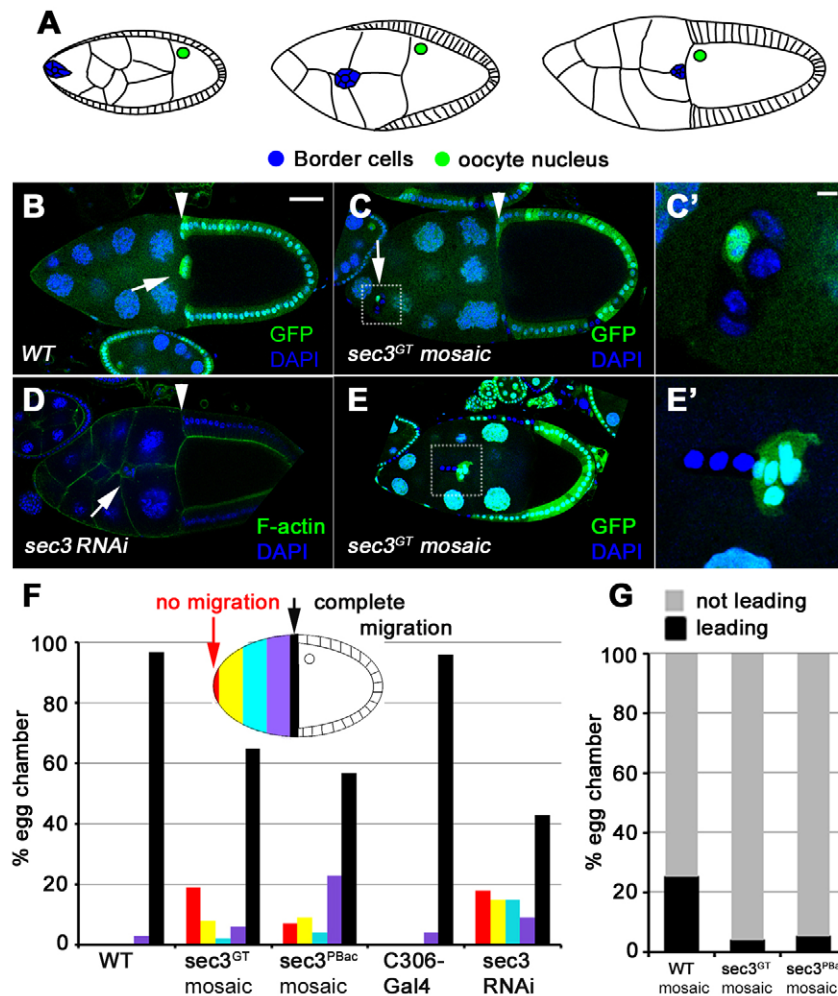 A
Border cells oocyte nucleus
B
GFP
WT DAPI
C
GFP
sec3GT mosaic DAPI
C'
D
F-actin
sec3 RNAi DAPI
E
GFP
sec3GT mosaic DAPI
E'
F
no migration
complete
migration
% egg chamber
100
80
60
40
20
0
WT
sec3GT
mosaic
sec3PBac
mosaic
C306-
Gal4
sec3
RNAi
G
not leading
leading
% egg chamber
100
80
60
40
20
0
WT
mosaic
sec3GT
mosaic
sec3PBac
mosaic